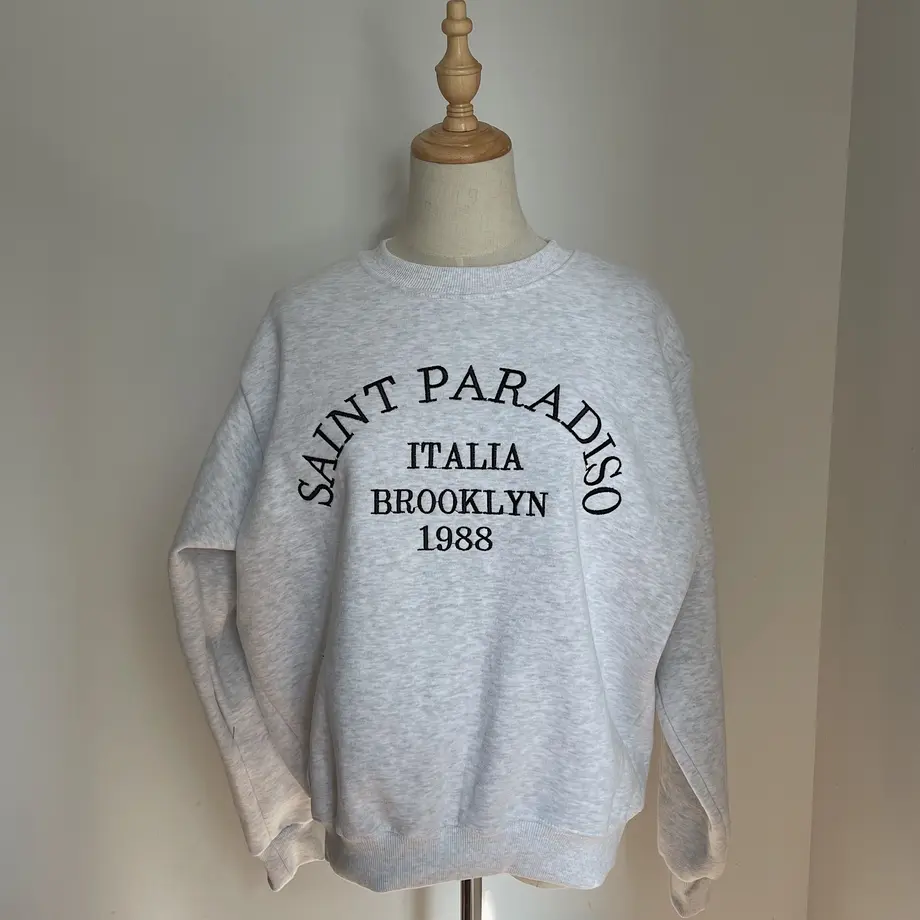 SAINT PARADISO
ITALIA
BROOKLYN
1988